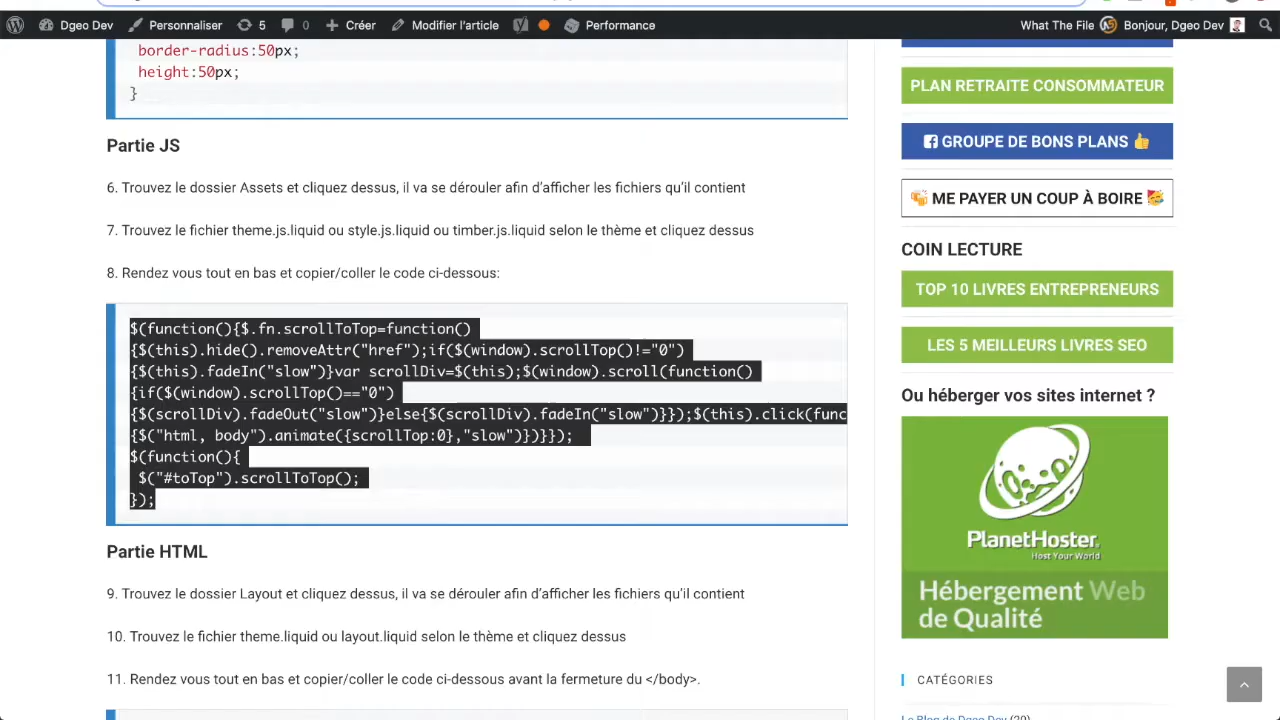 Dgeo Dev Personnaliser 5 0 Créer Modifier l'article Performance What The File Bonjour, Dgeo Dev
border-radius:50px;
height:50px;
}
Partie JS
6. Trouvez le dossier Assets et cliquez dessus, il va se dérouler afin d’afficher les fichiers qu’il contient
7. Trouvez le fichier theme.js.liquid ou style.js.liquid ou timber.js.liquid selon le thème et cliquez dessus
8. Rendez vous tout en bas et copier/coller le code ci-dessous:
$(function(){$.fn.scrollToTop=function()
{$(this).hide().removeAttr("href");if($(window).scrollTop()!="0")
{$(this).fadeIn("slow")}var scrollDiv=$(this);$(window).scroll(function()
{if($(window).scrollTop()=="0")
{$(scrollDiv).fadeOut("slow")}else{$(scrollDiv).fadeIn("slow")}});$(this).click(func
{$("html, body").animate({scrollTop:0},"slow")})}});
$(function(){
$("#toTop").scrollToTop();
});
Partie HTML
9. Trouvez le dossier Layout et cliquez dessus, il va se dérouler afin d’afficher les fichiers qu’il contient
10. Trouvez le fichier theme.liquid ou layout.liquid selon le thème et cliquez dessus
11. Rendez vous tout en bas et copier/coller le code ci-dessous avant la fermeture du </body>.
PLAN RETRAITE CONSOMMATEUR
GROUPE DE BONS PLANS 👍
🍻 ME PAYER UN COUP À BOIRE 🥳
COIN LECTURE
TOP 10 LIVRES ENTREPRENEURS
LES 5 MEILLEURS LIVRES SEO
Ou héberger vos sites internet ?
PlanetHoster
Host Your World
Hébergement Web
de Qualité
CATÉGORIES
Le Blog de Dgeo Dev (20)